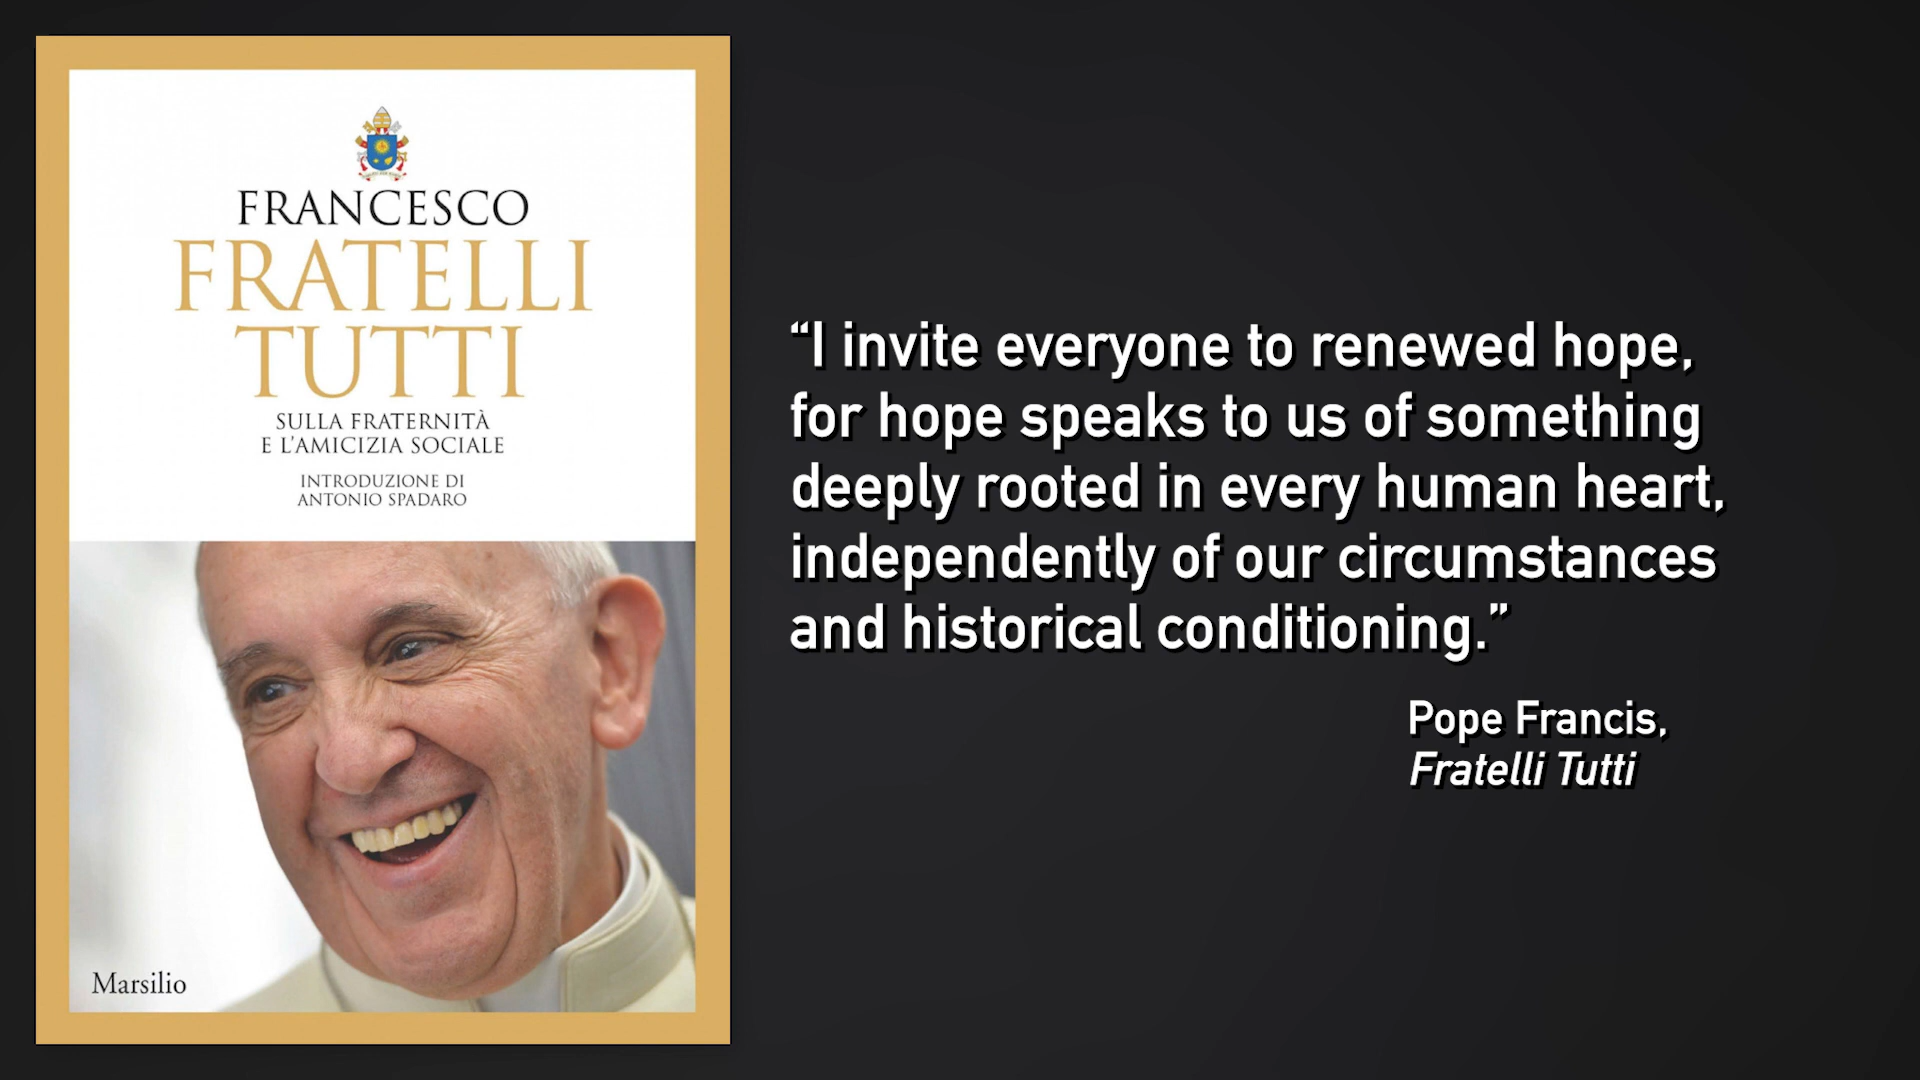 FRANCESCO
FRATELLI
TUTTI
SULLA FRATERNITÀ
E L'AMICIZIA SOCIALE
INTRODUZIONE DI
ANTONIO SPADARO
Marsilio
“I invite everyone to renewed hope,
for hope speaks to us of something
deeply rooted in every human heart,
independently of our circumstances
and historical conditioning.”
Pope Francis,
Fratelli Tutti